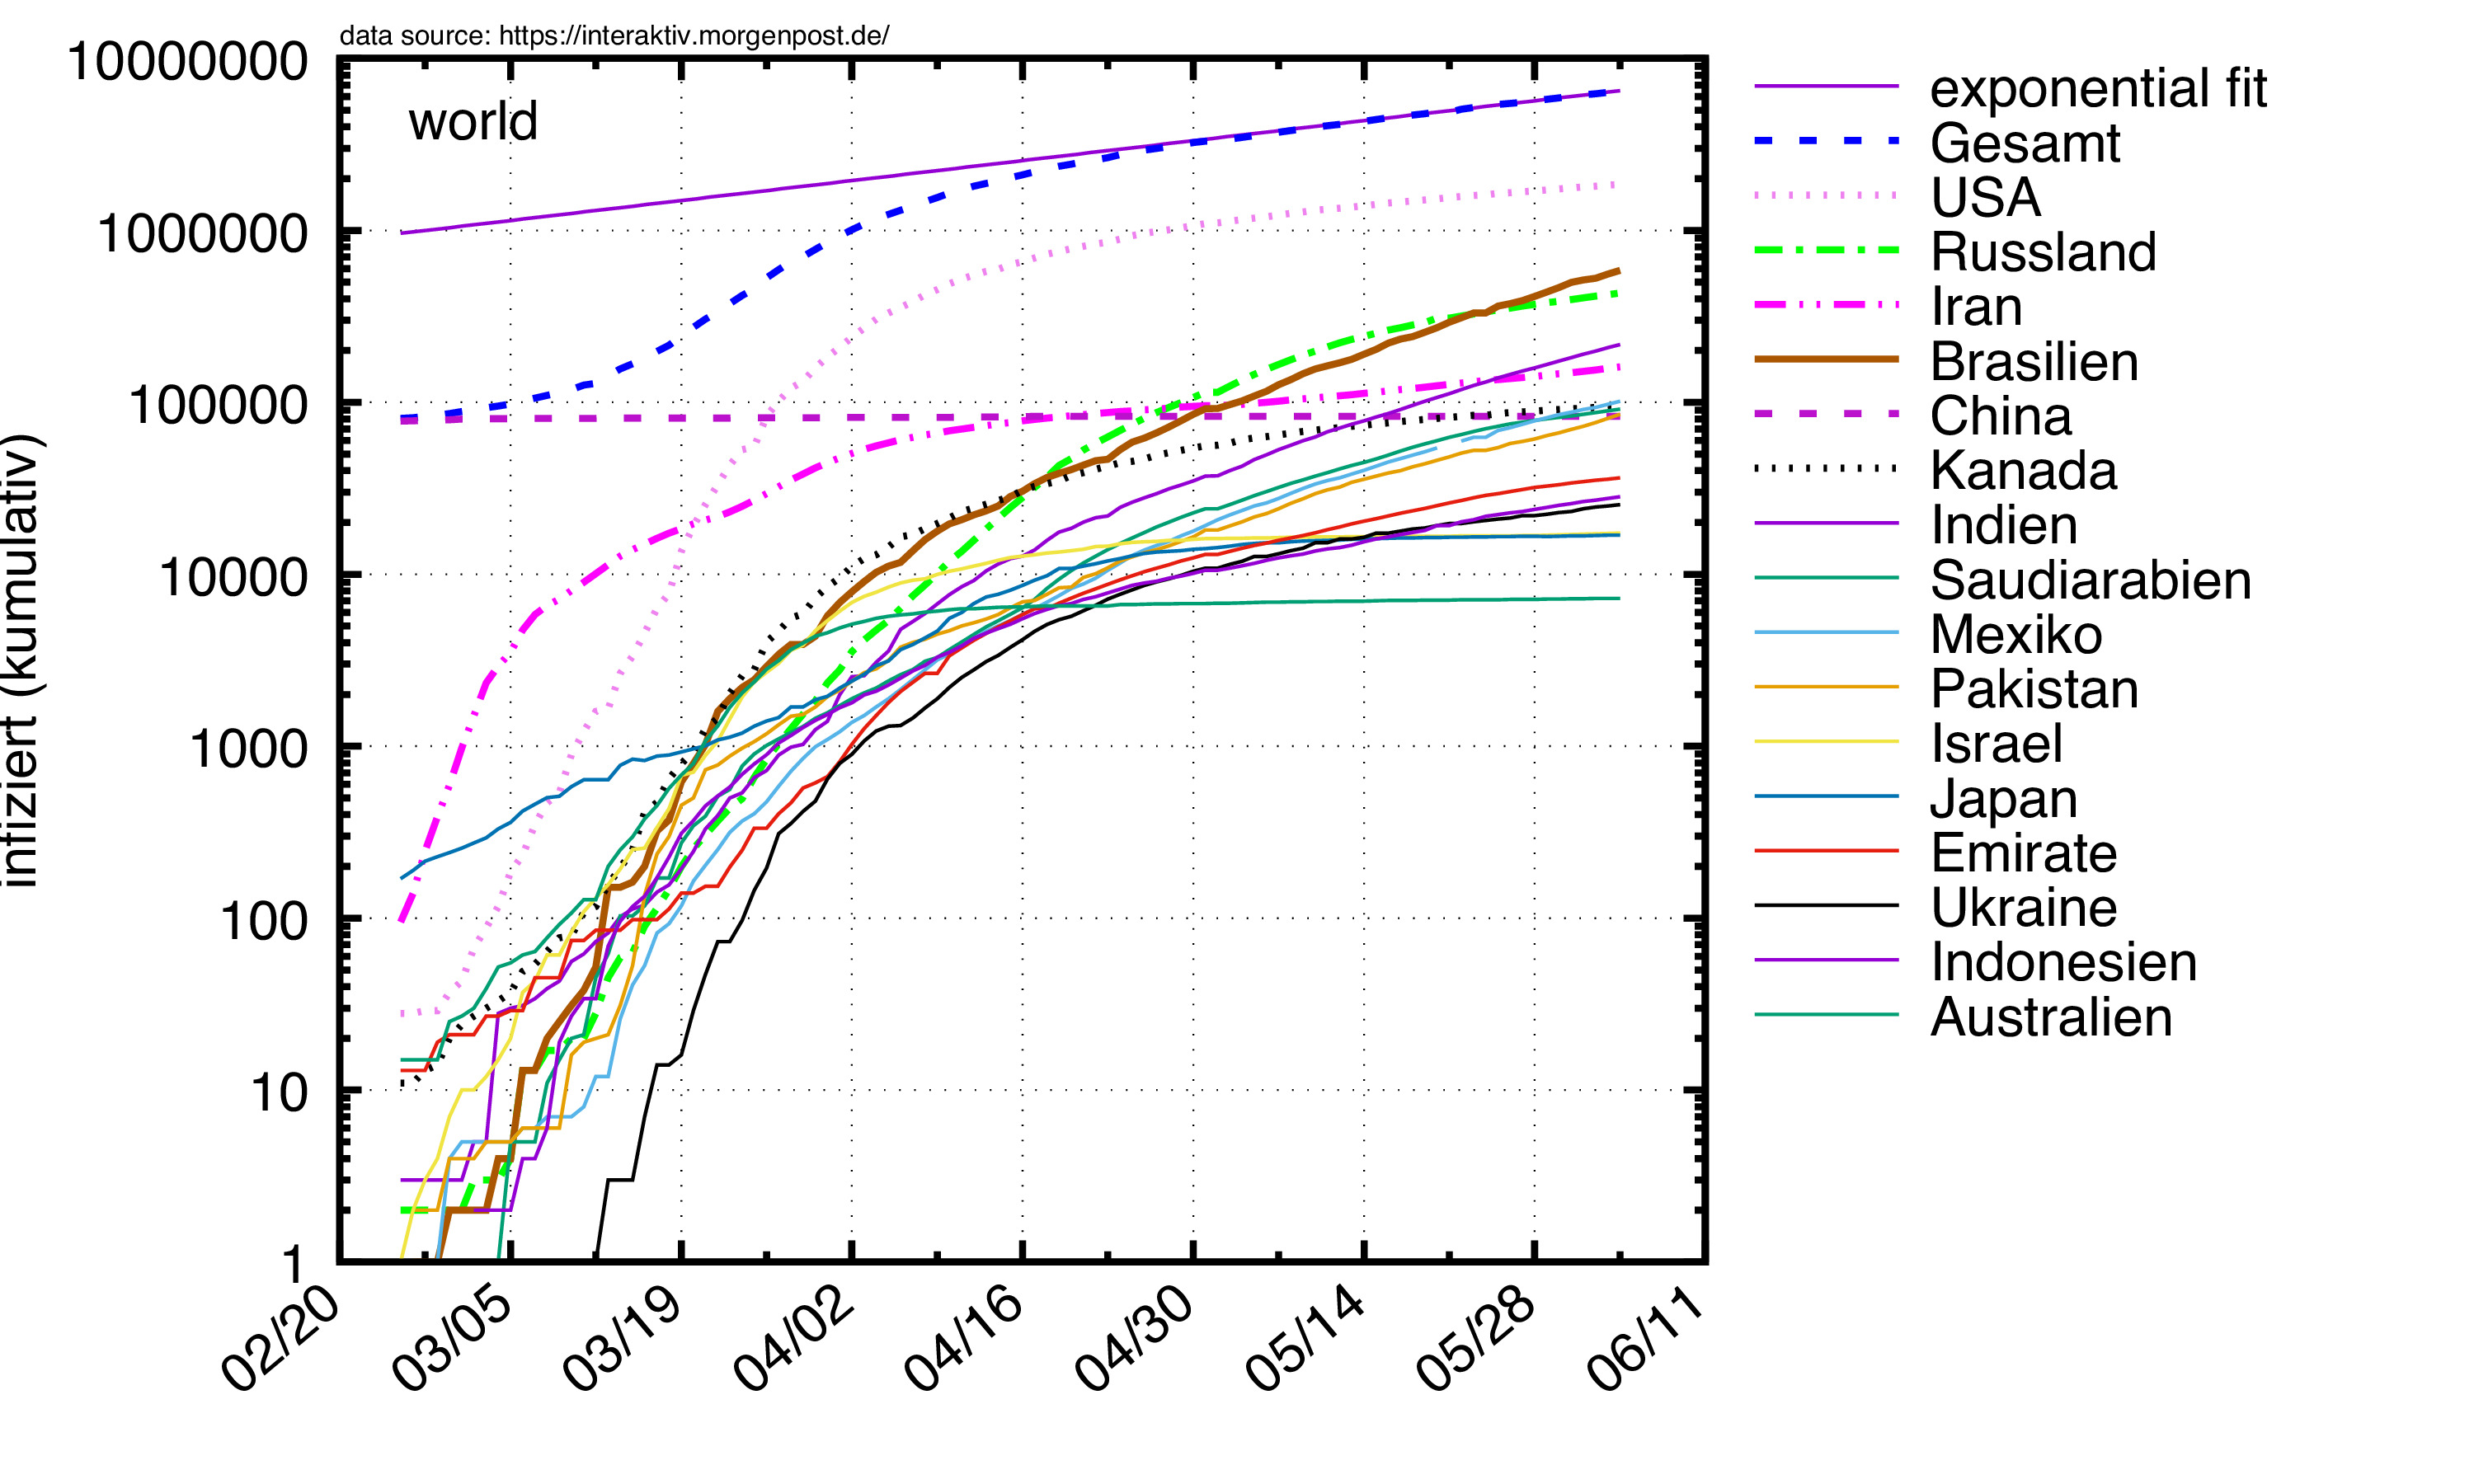 data source: https://interaktiv.morgenpost.de/
world
infiziert (kumulativ)
10000000
1000000
100000
10000
1000
100
10
1
02/20
03/05
03/19
04/02
04/16
04/30
05/14
05/28
06/11
exponential fit
Gesamt
USA
Russland
Iran
Brasilien
China
Kanada
Indien
Saudiarabien
Mexiko
Pakistan
Israel
Japan
Emirate
Ukraine
Indonesien
Australien